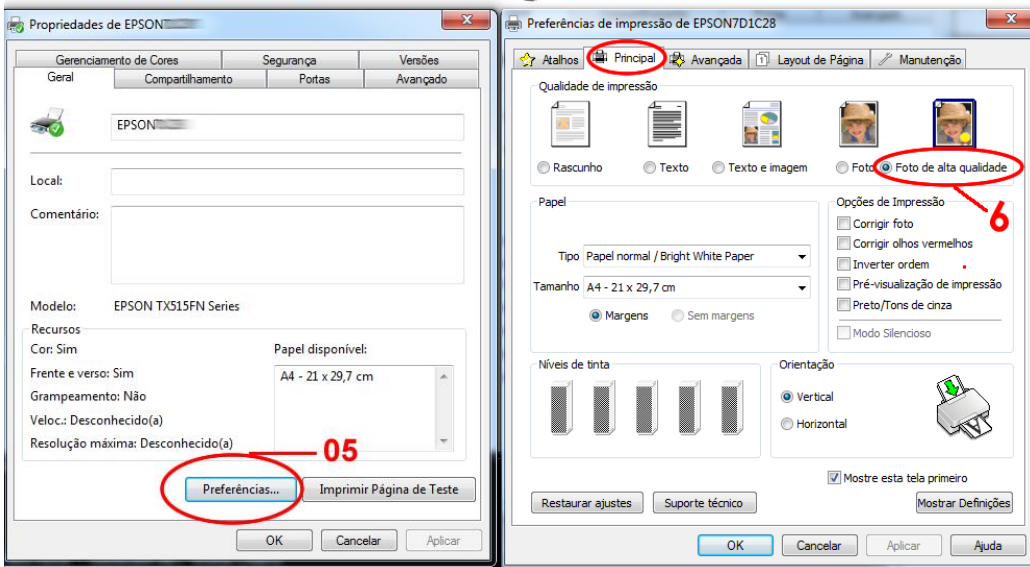 Propriedades de EPSON
Gerenciamento de Cores Segurança Versões
Geral Compartilhamento Portas Avançado
EPSON
Local:
Comentário:
Modelo: EPSON TX515FN Series
Recursos
Cor: Sim Papel disponível:
Frente e verso: Sim A4 - 21 x 29,7 cm
Grampeamento: Não
Veloc.: Desconhecido(a)
Resolução máxima: Desconhecido(a)
05
Preferências... Imprimir Página de Teste
OK Cancelar Aplicar
Preferências de impressão de EPSON7D1C28
Atalhos Principal Avançada Layout de Página Manutenção
Qualidade de impressão
Rascunho Texto Texto e imagem Foto Foto de alta qualidade
6
Papel
Tipo Papel normal / Bright White Paper
Tamanho A4 - 21 x 29,7 cm
Margens Sem margens
Opções de Impressão
Corrigir foto
Corrigir olhos vermelhos
Inverter ordem
Pré-visualização de impressão
Preto/Tons de cinza
Modo Silencioso
Níveis de tinta
Orientação
Vertical
Horizontal
Mostre esta tela primeiro
Restaurar ajustes Suporte técnico Mostrar Definições
OK Cancelar Aplicar Ajuda